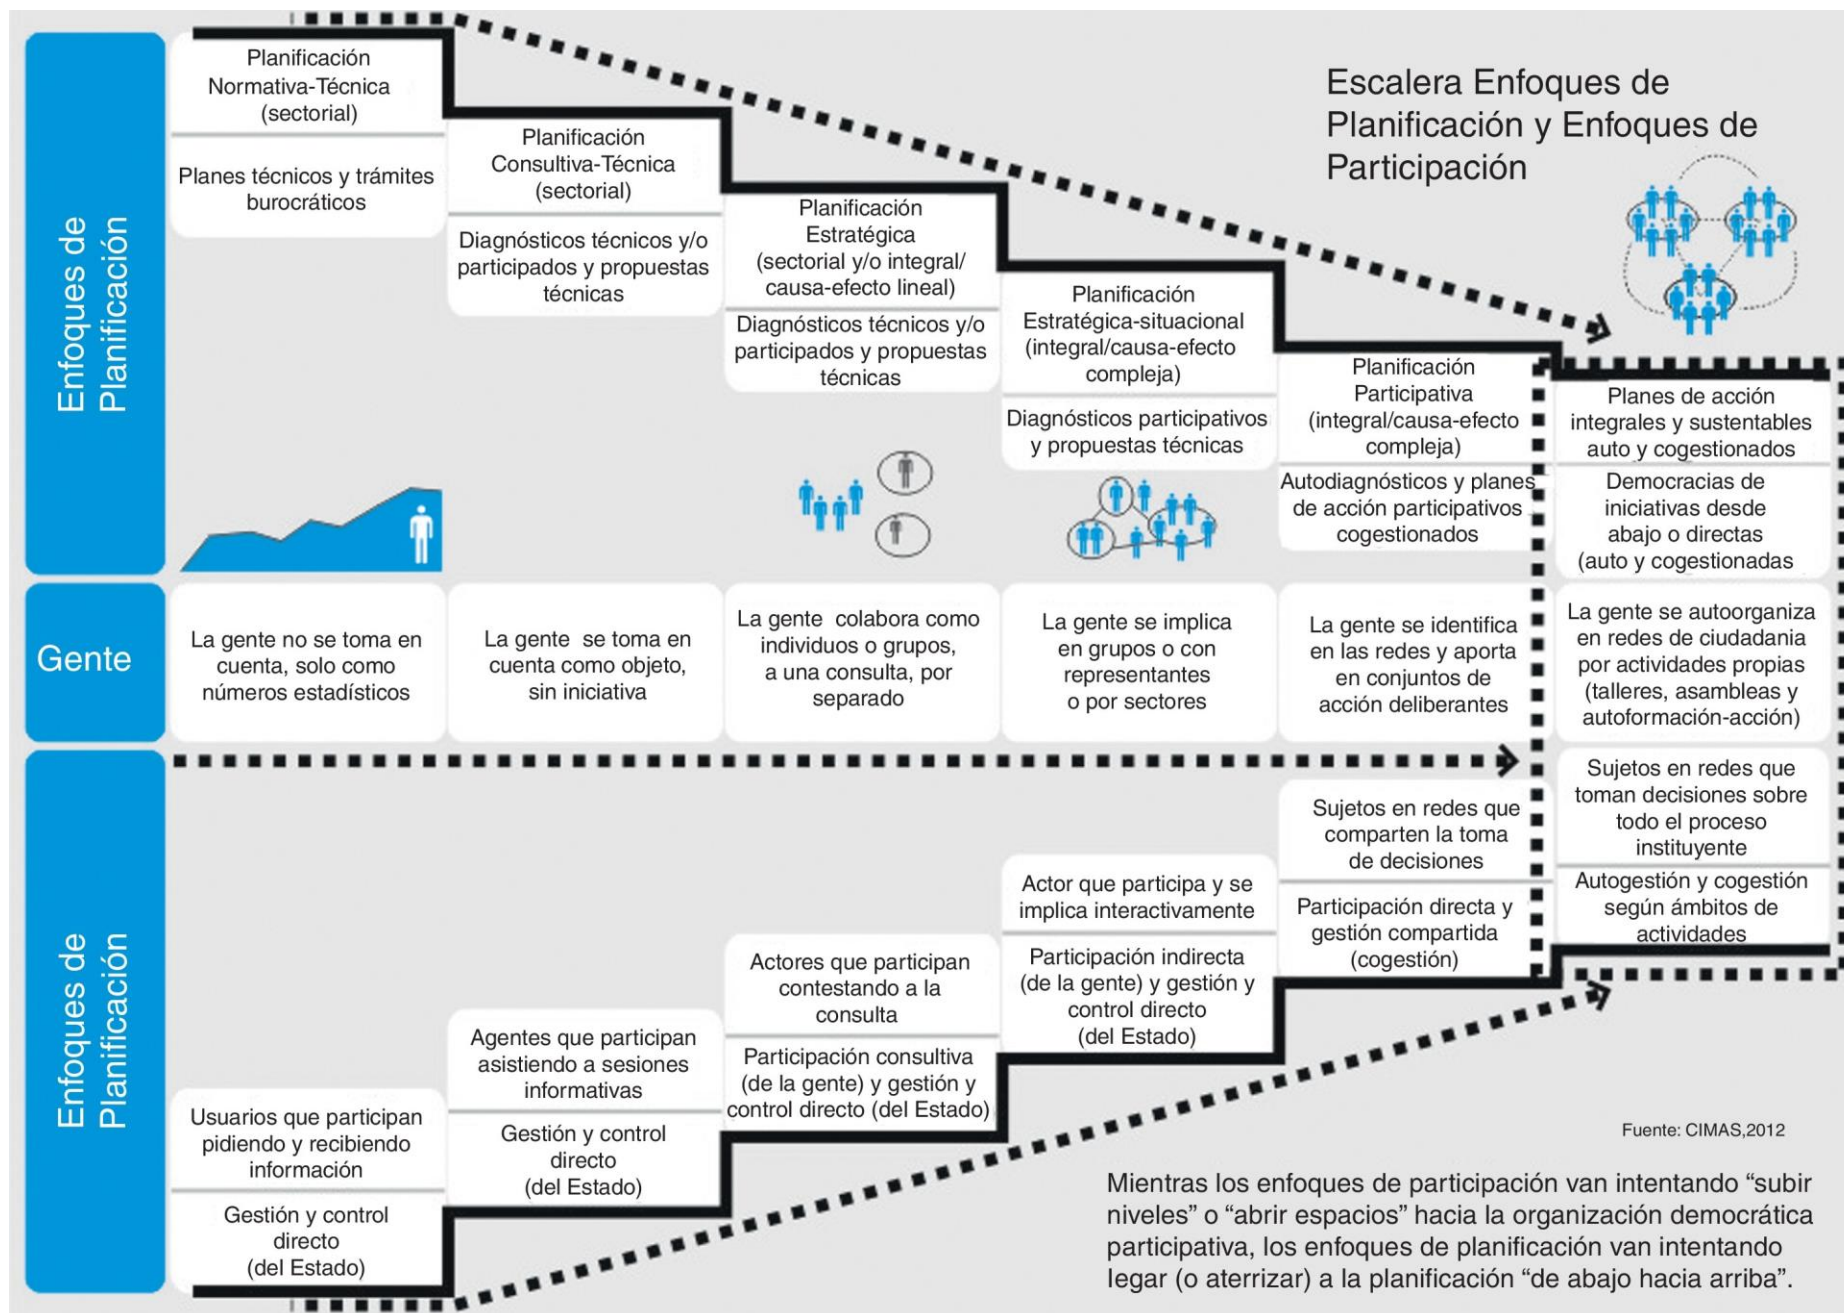 Escalera Enfoques de
Planificación y Enfoques de
Participación
Enfoques de
Planificación
Planificación
Normativa-Técnica
(sectorial)
Planes técnicos y trámites
burocráticos
Planificación
Consultiva-Técnica
(sectorial)
Diagnósticos técnicos y/o
participados y propuestas
técnicas
Planificación
Estratégica
(sectorial y/o integral/
causa-efecto lineal)
Diagnósticos técnicos y/o
participados y propuestas
técnicas
Planificación
Estratégica-situacional
(integral/causa-efecto
compleja)
Diagnósticos participativos
y propuestas técnicas
Planificación
Participativa
(integral/causa-efecto
compleja)
Autodiagnósticos y planes
de acción participativos
cogestionados
Planes de acción
integrales y sustentables
auto y cogestionados
Democracias de
iniciativas desde
abajo o directas
(auto y cogestionadas
Gente
La gente no se toma en
cuenta, solo como
números estadísticos
La gente se toma en
cuenta como objeto,
sin iniciativa
La gente colabora como
individuos o grupos,
a una consulta, por
separado
La gente se implica
en grupos o con
representantes
o por sectores
La gente se identifica
en las redes y aporta
en conjuntos de
acción deliberantes
La gente se autoorganiza
en redes de ciudadania
por actividades propias
(talleres, asambleas y
autoformación-acción)
Enfoques de
Planificación
Usuarios que participan
pidiendo y recibiendo
información
Gestión y control
directo
(del Estado)
Agentes que participan
asistiendo a sesiones
informativas
Gestión y control
directo
(del Estado)
Actores que participan
contestando a la
consulta
Participación consultiva
(de la gente) y gestión y
control directo (del Estado)
Actor que participa y se
implica interactivamente
Participación indirecta
(de la gente) y gestión y
control directo
(del Estado)
Sujetos en redes que
comparten la toma
de decisiones
Participación directa y
gestión compartida
(cogestión)
Sujetos en redes que
toman decisiones sobre
todo el proceso
instituyente
Autogestión y cogestión
según ámbitos de
actividades
Fuente: CIMAS,2012
Mientras los enfoques de participación van intentando “subir
niveles” o “abrir espacios” hacia la organización democrática
participativa, los enfoques de planificación van intentando
legar (o aterrizar) a la planificación “de abajo hacia arriba”.